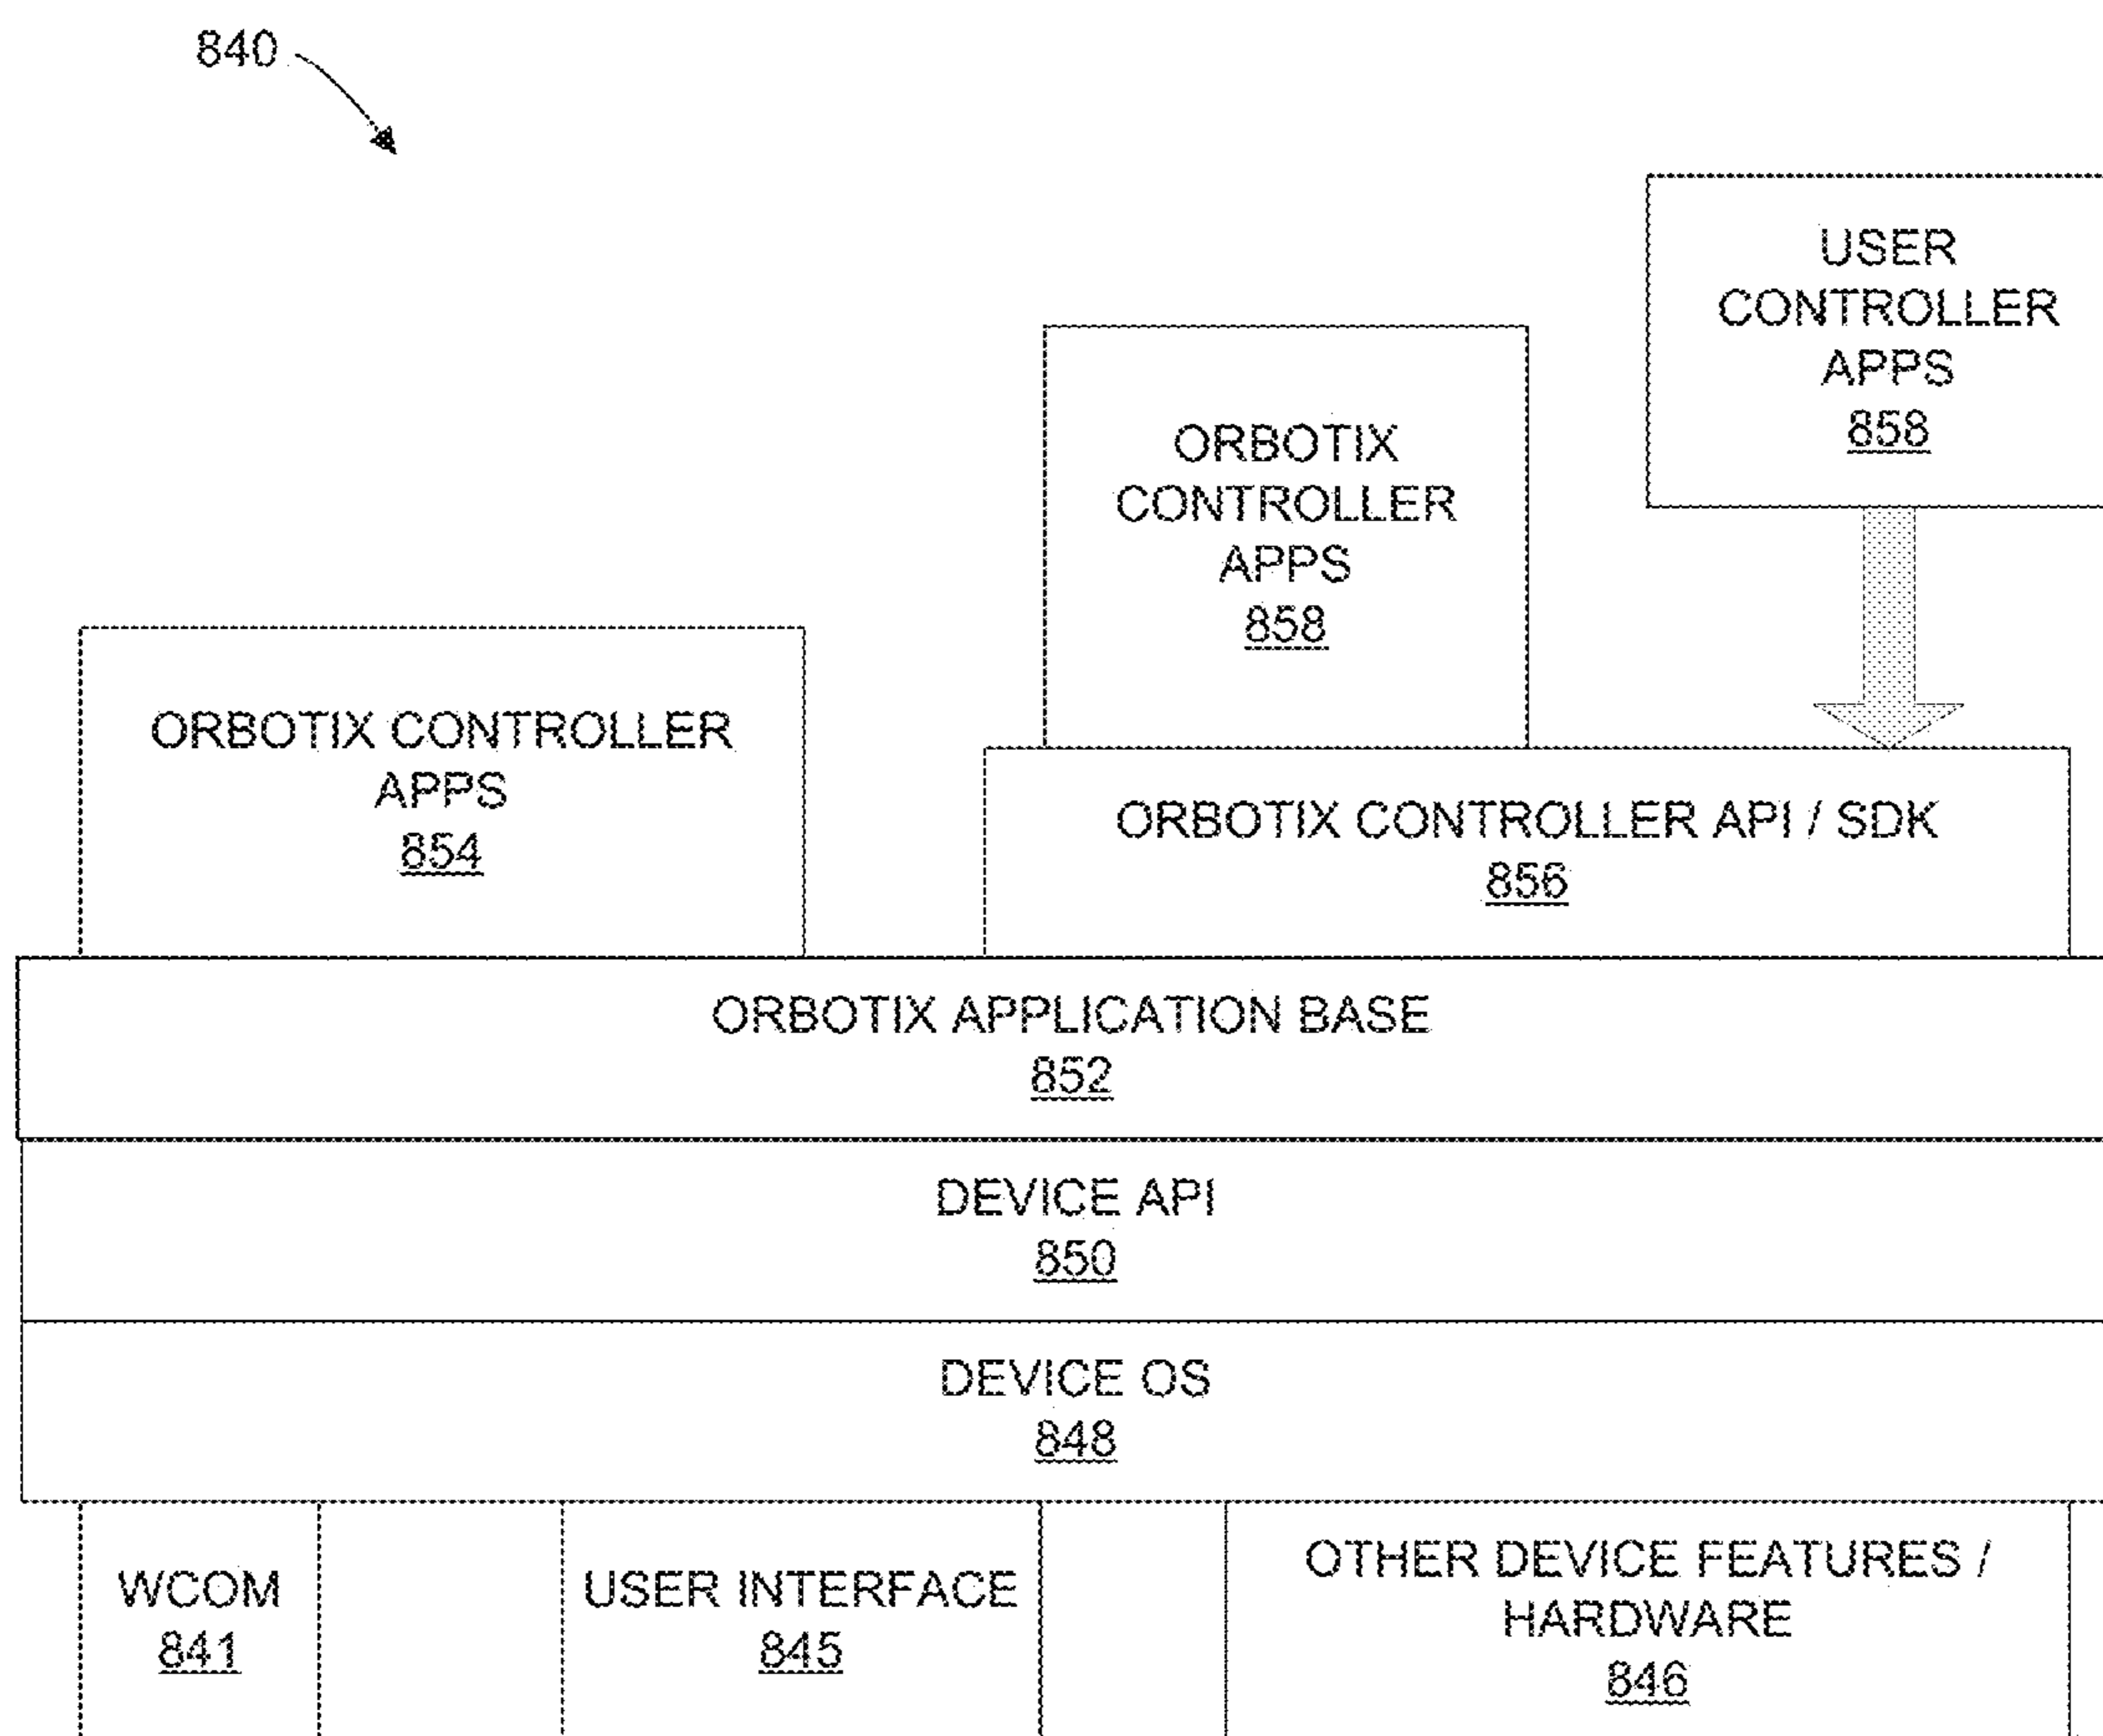 840
USER
CONTROLLER
APPS
858
ORBOTIX
CONTROLLER
APPS
858
ORBOTIX CONTROLLER
APPS
854
ORBOTIX CONTROLLER API / SDK
856
ORBOTIX APPLICATION BASE
852
DEVICE API
850
DEVICE OS
848
WCOM
841
USER INTERFACE
845
OTHER DEVICE FEATURES /
HARDWARE
846